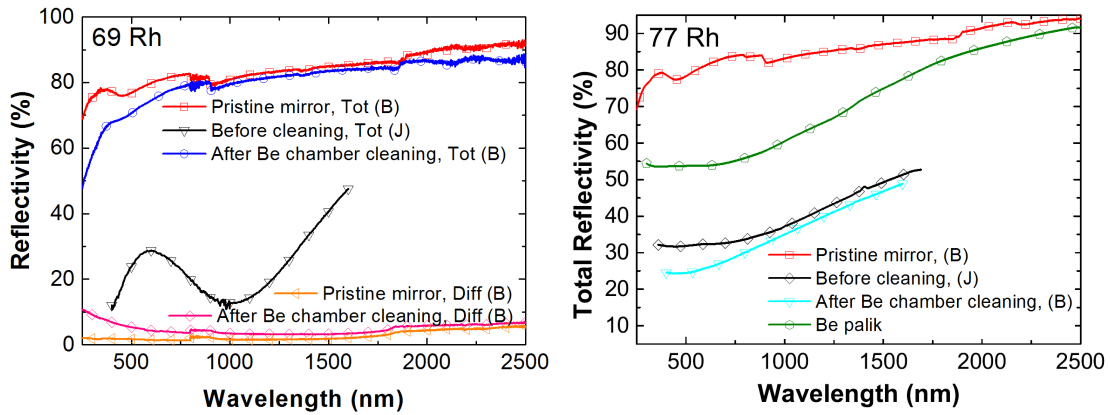 69 Rh
100
80
60
40
20
0
Reflectivity (%)
Pristine mirror, Tot (B)
Before cleaning, Tot (J)
After Be chamber cleaning, Tot (B)
Pristine mirror, Diff (B)
After Be chamber cleaning, Diff (B)
500 1000 1500 2000 2500
Wavelength (nm)
77 Rh
90
80
70
60
50
40
30
20
10
Total Reflectivity (%)
Pristine mirror, (B)
Before cleaning, (J)
After Be chamber cleaning, (B)
Be palik
500 1000 1500 2000 2500
Wavelength (nm)